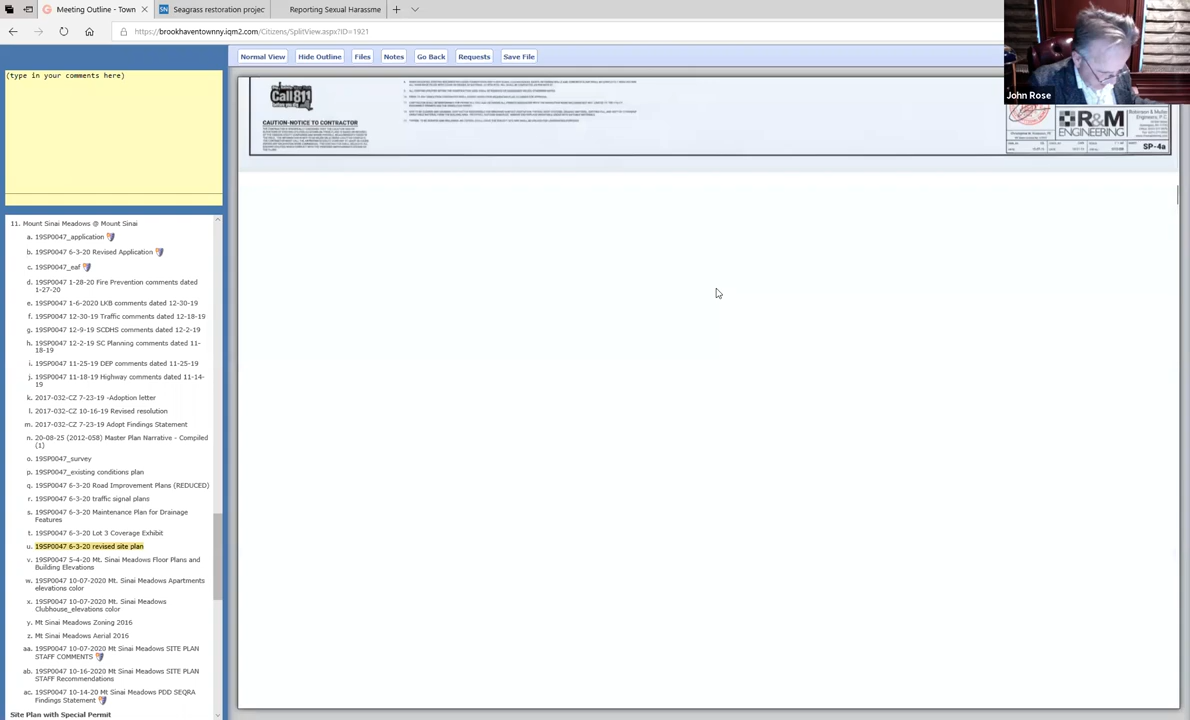 Meeting Outline - Town
Seagrass restoration projec
Reporting Sexual Harassme
https://brookhaventownny.iqm2.com/Citizens/SplitView.aspx?ID=1921
Normal View
Hide Outline
Files
Notes
Go Back
Requests
Save File
(type in your comments here)
John Rose
Call811
CAUTION-NOTICE TO CONTRACTOR
R&M
ENGINEERING
Robinson & Muller
Engineers, P.C.
SP-4a
11. Mount Sinai Meadows @ Mount Sinai
a. 19SP0047_application
b. 19SP0047 6-3-20 Revised Application
c. 19SP0047_eaf
d. 19SP0047 1-28-20 Fire Prevention comments dated
1-27-20
e. 19SP0047 1-6-2020 LKB comments dated 12-30-19
f. 19SP0047 12-30-19 Traffic comments dated 12-18-19
g. 19SP0047 12-9-19 SCDHS comments dated 12-2-19
h. 19SP0047 12-2-19 SC Planning comments dated 11-
18-19
i. 19SP0047 11-25-19 DEP comments dated 11-25-19
j. 19SP0047 11-18-19 Highway comments dated 11-14-
19
k. 2017-032-CZ 7-23-19 -Adoption letter
l. 2017-032-CZ 10-16-19 Revised resolution
m. 2017-032-CZ 7-23-19 Adopt Findings Statement
n. 20-08-25 (2012-058) Master Plan Narrative - Compiled
(1)
o. 19SP0047_survey
p. 19SP0047_existing conditions plan
q. 19SP0047 6-3-20 Road Improvement Plans (REDUCED)
r. 19SP0047 6-3-20 traffic signal plans
s. 19SP0047 6-3-20 Maintenance Plan for Drainage
Features
t. 19SP0047 6-3-20 Lot 3 Coverage Exhibit
u. 19SP0047 6-3-20 revised site plan
v. 19SP0047 5-4-20 Mt. Sinai Meadows Floor Plans and
Building Elevations
w. 19SP0047 10-07-2020 Mt. Sinai Meadows Apartments
elevations color
x. 19SP0047 10-07-2020 Mt. Sinai Meadows
Clubhouse_elevations color
y. Mt Sinai Meadows Zoning 2016
z. Mt Sinai Meadows Aerial 2016
aa. 19SP0047 10-07-2020 Mt Sinai Meadows SITE PLAN
STAFF COMMENTS
ab. 19SP0047 10-16-2020 Mt Sinai Meadows SITE PLAN
STAFF Recommendations
ac. 19SP0047 10-14-20 Mt Sinai Meadows PDD SEQRA
Findings Statement
Site Plan with Special Permit